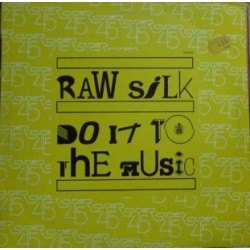 RAW SILK
DO IT TO
THE MUSIC